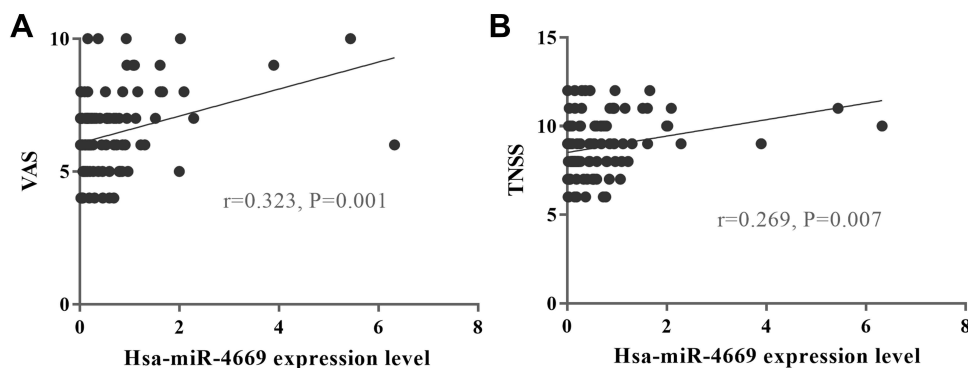 A
10
5
0
VAS
r=0.323, P=0.001
0 2 4 6 8
Hsa-miR-4669 expression level
B
15
10
5
0
TNSS
r=0.269, P=0.007
0 2 4 6 8
Hsa-miR-4669 expression level